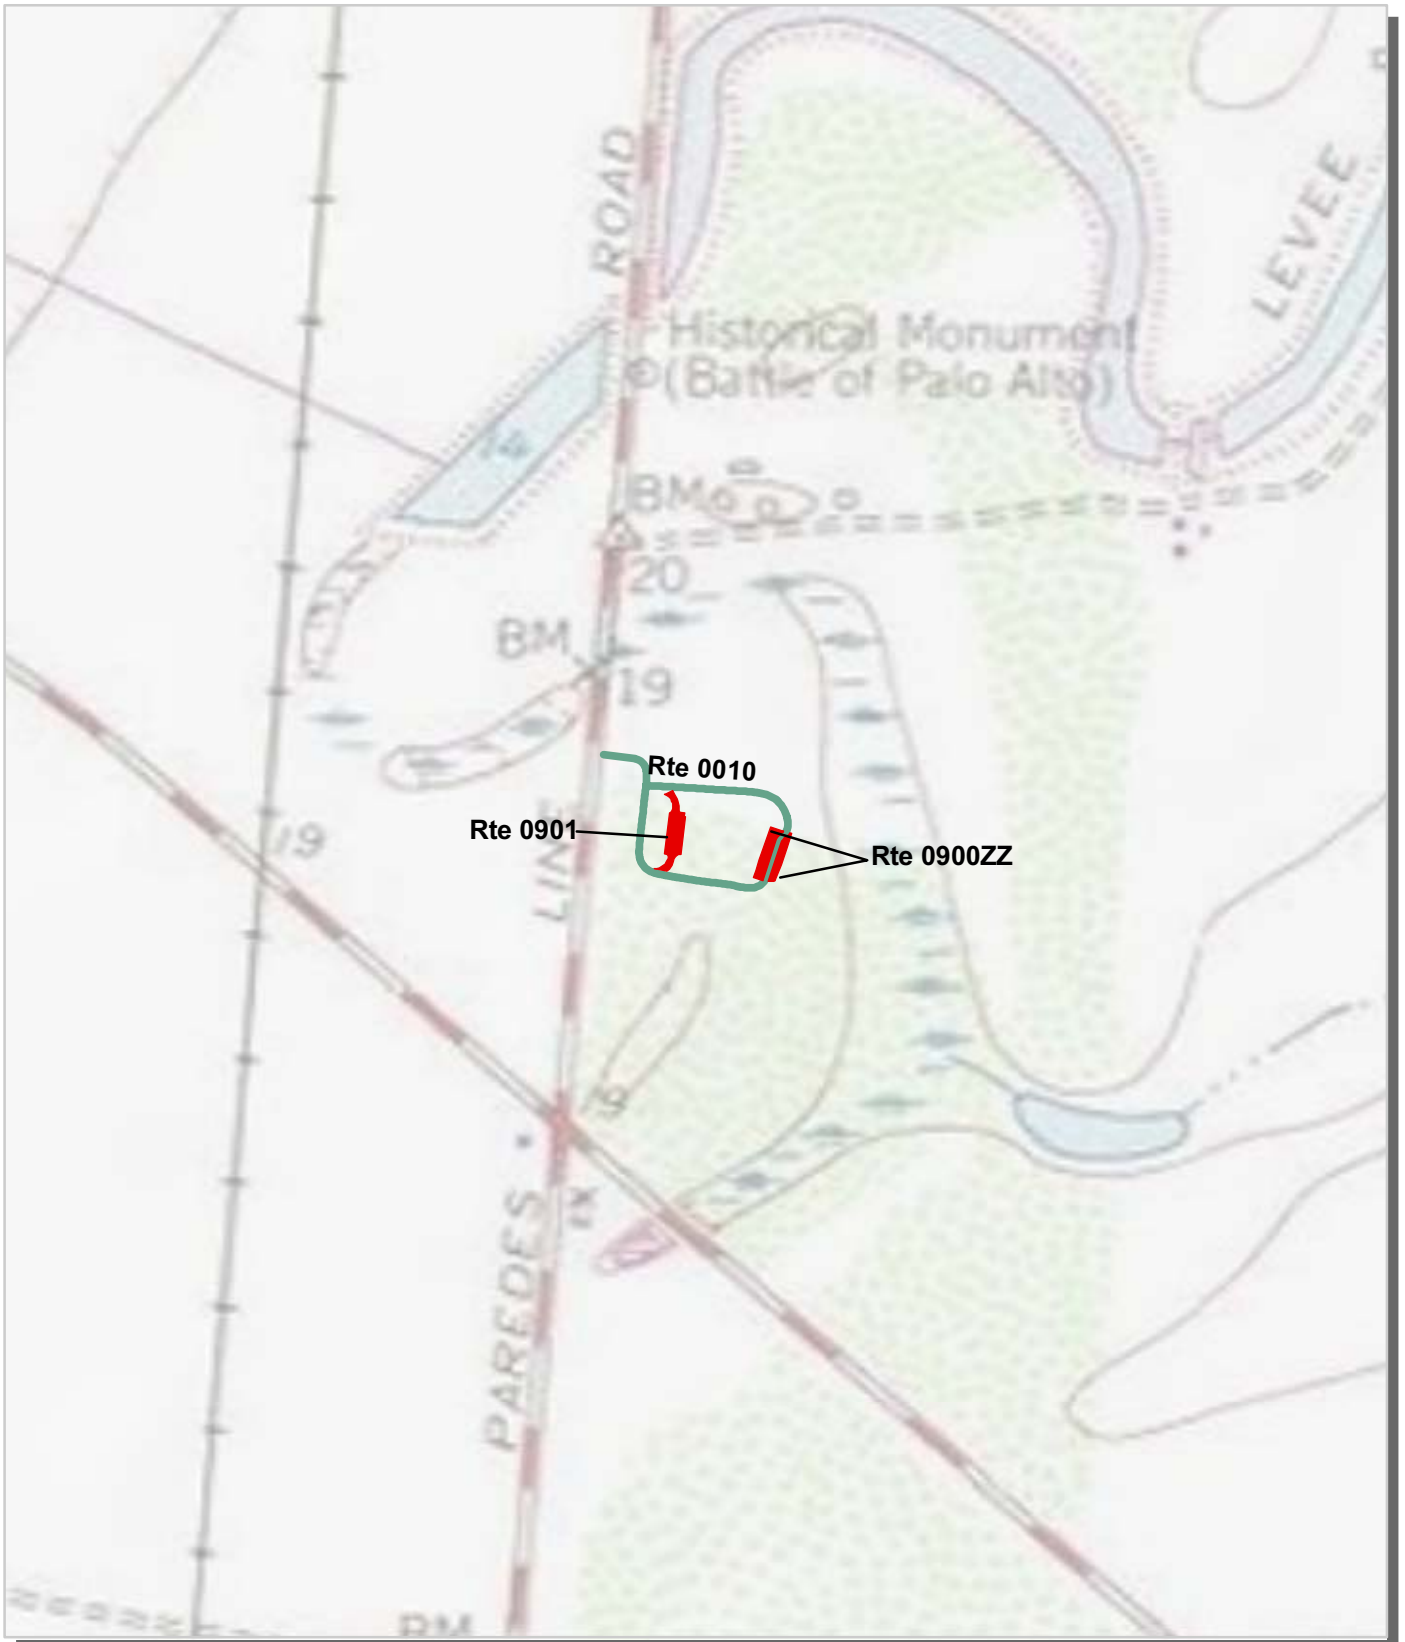 ROAD
LEVEE
Historical Monument
(Battle of Palo Alto)
BM
20
BM
19
Rte 0010
Rte 0901
Rte 0900ZZ
19
LINE
19
PAREDES
BM